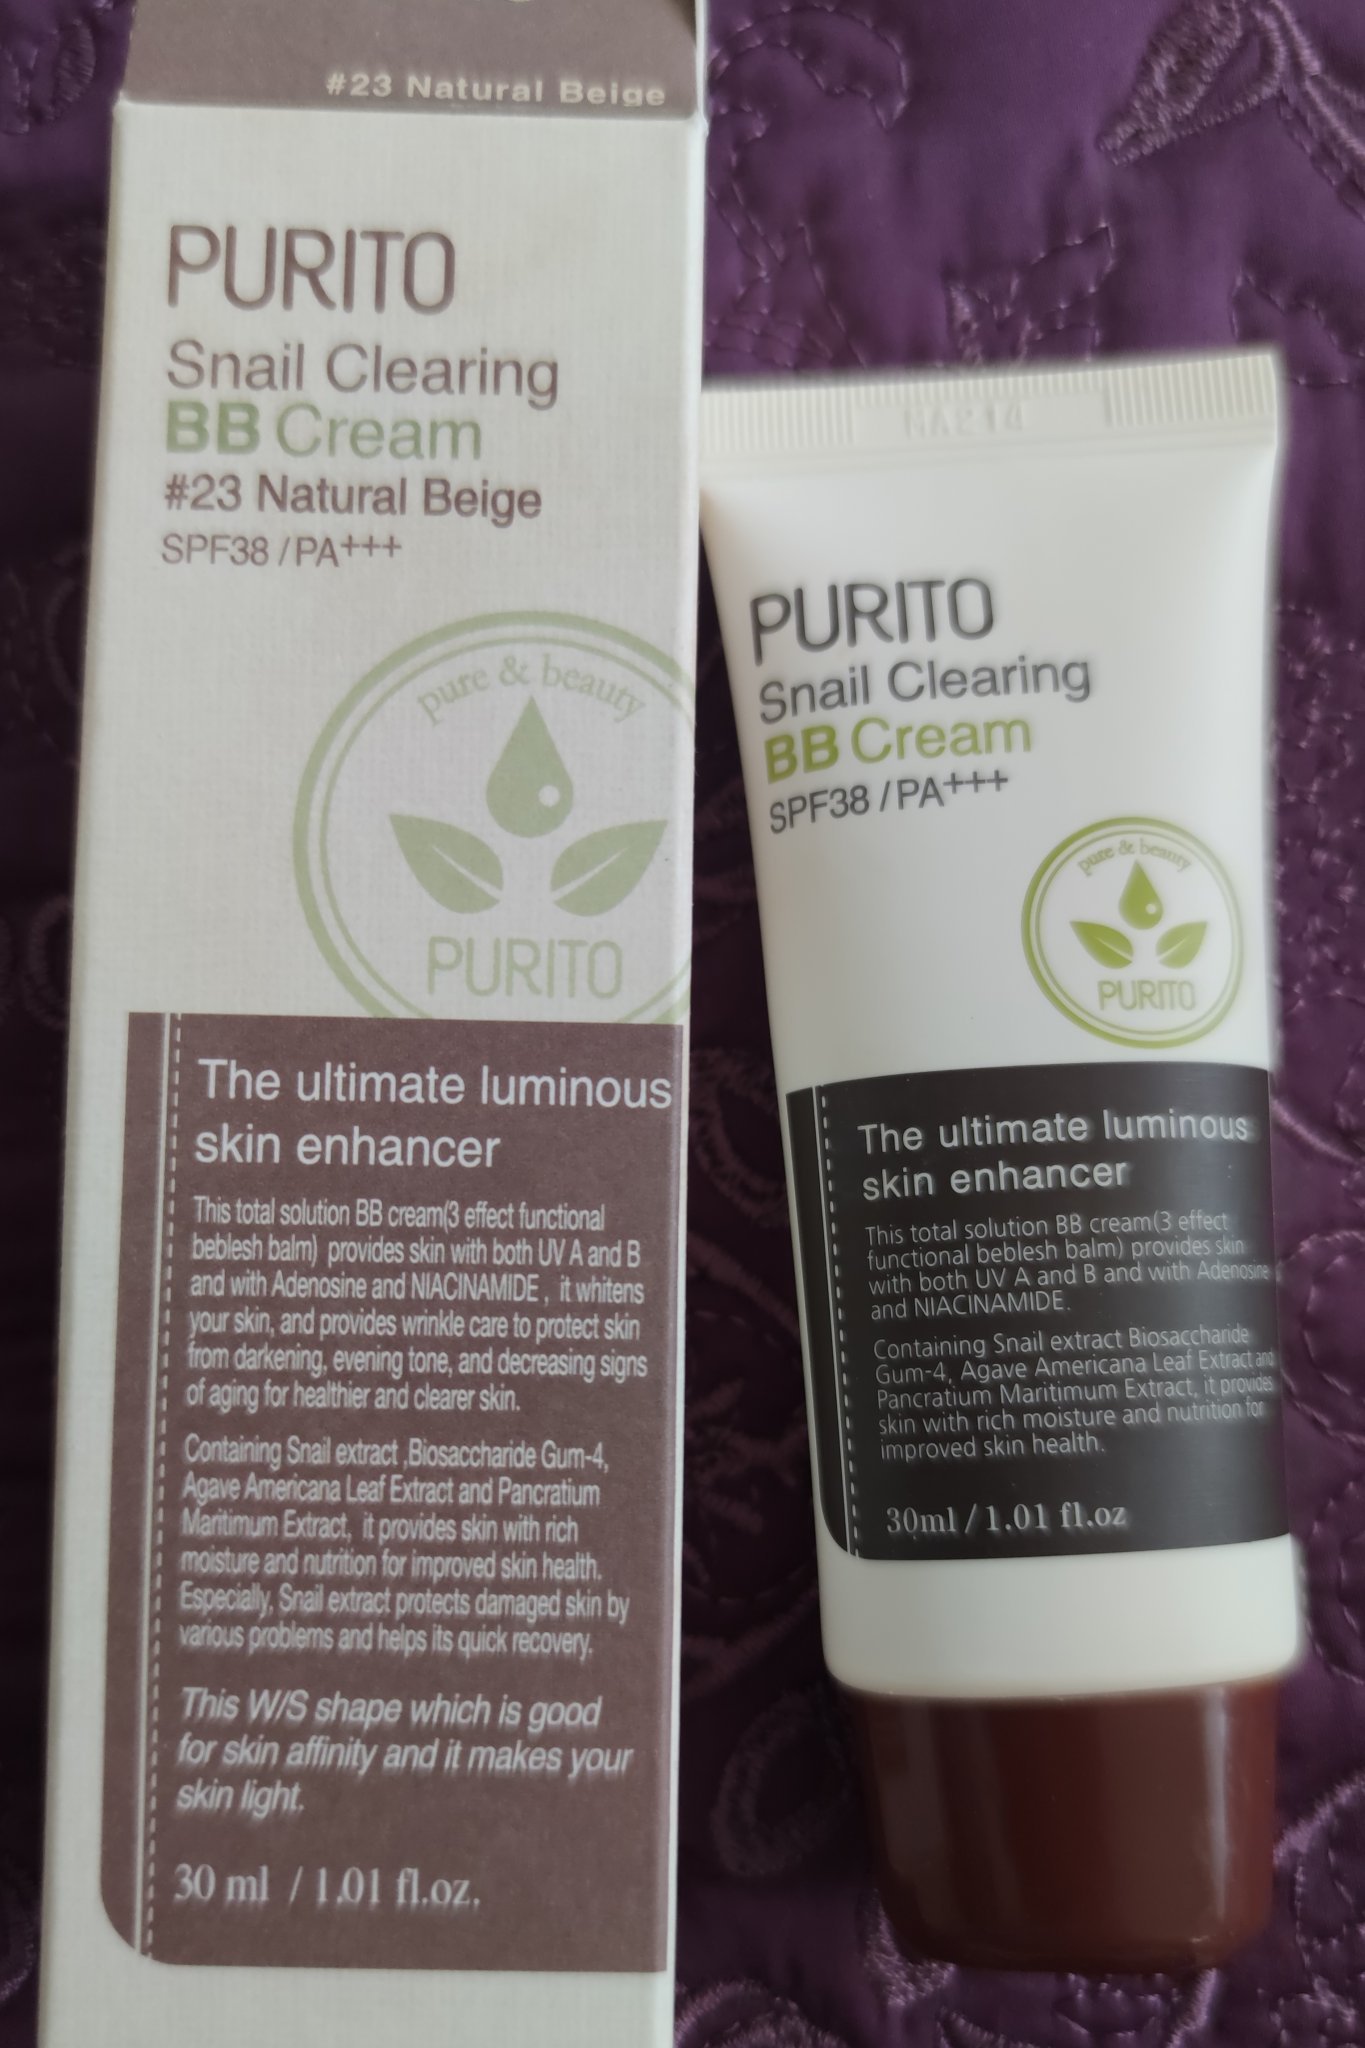 #23 Natural Beige
PURITO
Snail Clearing
BB Cream
#23 Natural Beige
SPF38 / PA+++
pure & beauty
PURITO
The ultimate luminous
skin enhancer
This total solution BB cream(3 effect functional
beblesh balm) provides skin with both UV A and B
and with Adenosine and NIACINAMIDE , it whitens
your skin, and provides wrinkle care to protect skin
from darkening, evening tone, and decreasing signs
of aging for healthier and clearer skin.
Containing Snail extract ,Biosaccharide Gum-4,
Agave Americana Leaf Extract and Pancratium
Maritimum Extract, it provides skin with rich
moisture and nutrition for improved skin health.
Especially, Snail extract protects damaged skin by
various problems and helps its quick recovery.
This W/S shape which is good
for skin affinity and it makes your
skin light.
30 ml / 1.01 fl.oz.
PURITO
Snail Clearing
BB Cream
SPF38 / PA+++
pure & beauty
PURITO
The ultimate luminous
skin enhancer
This total solution BB cream(3 effect
functional beblesh balm) provides skin
with both UV A and B and with Adenosine
and NIACINAMIDE.
Containing Snail extract Biosaccharide
Gum-4, Agave Americana Leaf Extract and
Pancratium Maritimum Extract, it provides
skin with rich moisture and nutrition for
improved skin health.
30ml / 1.01 fl.oz